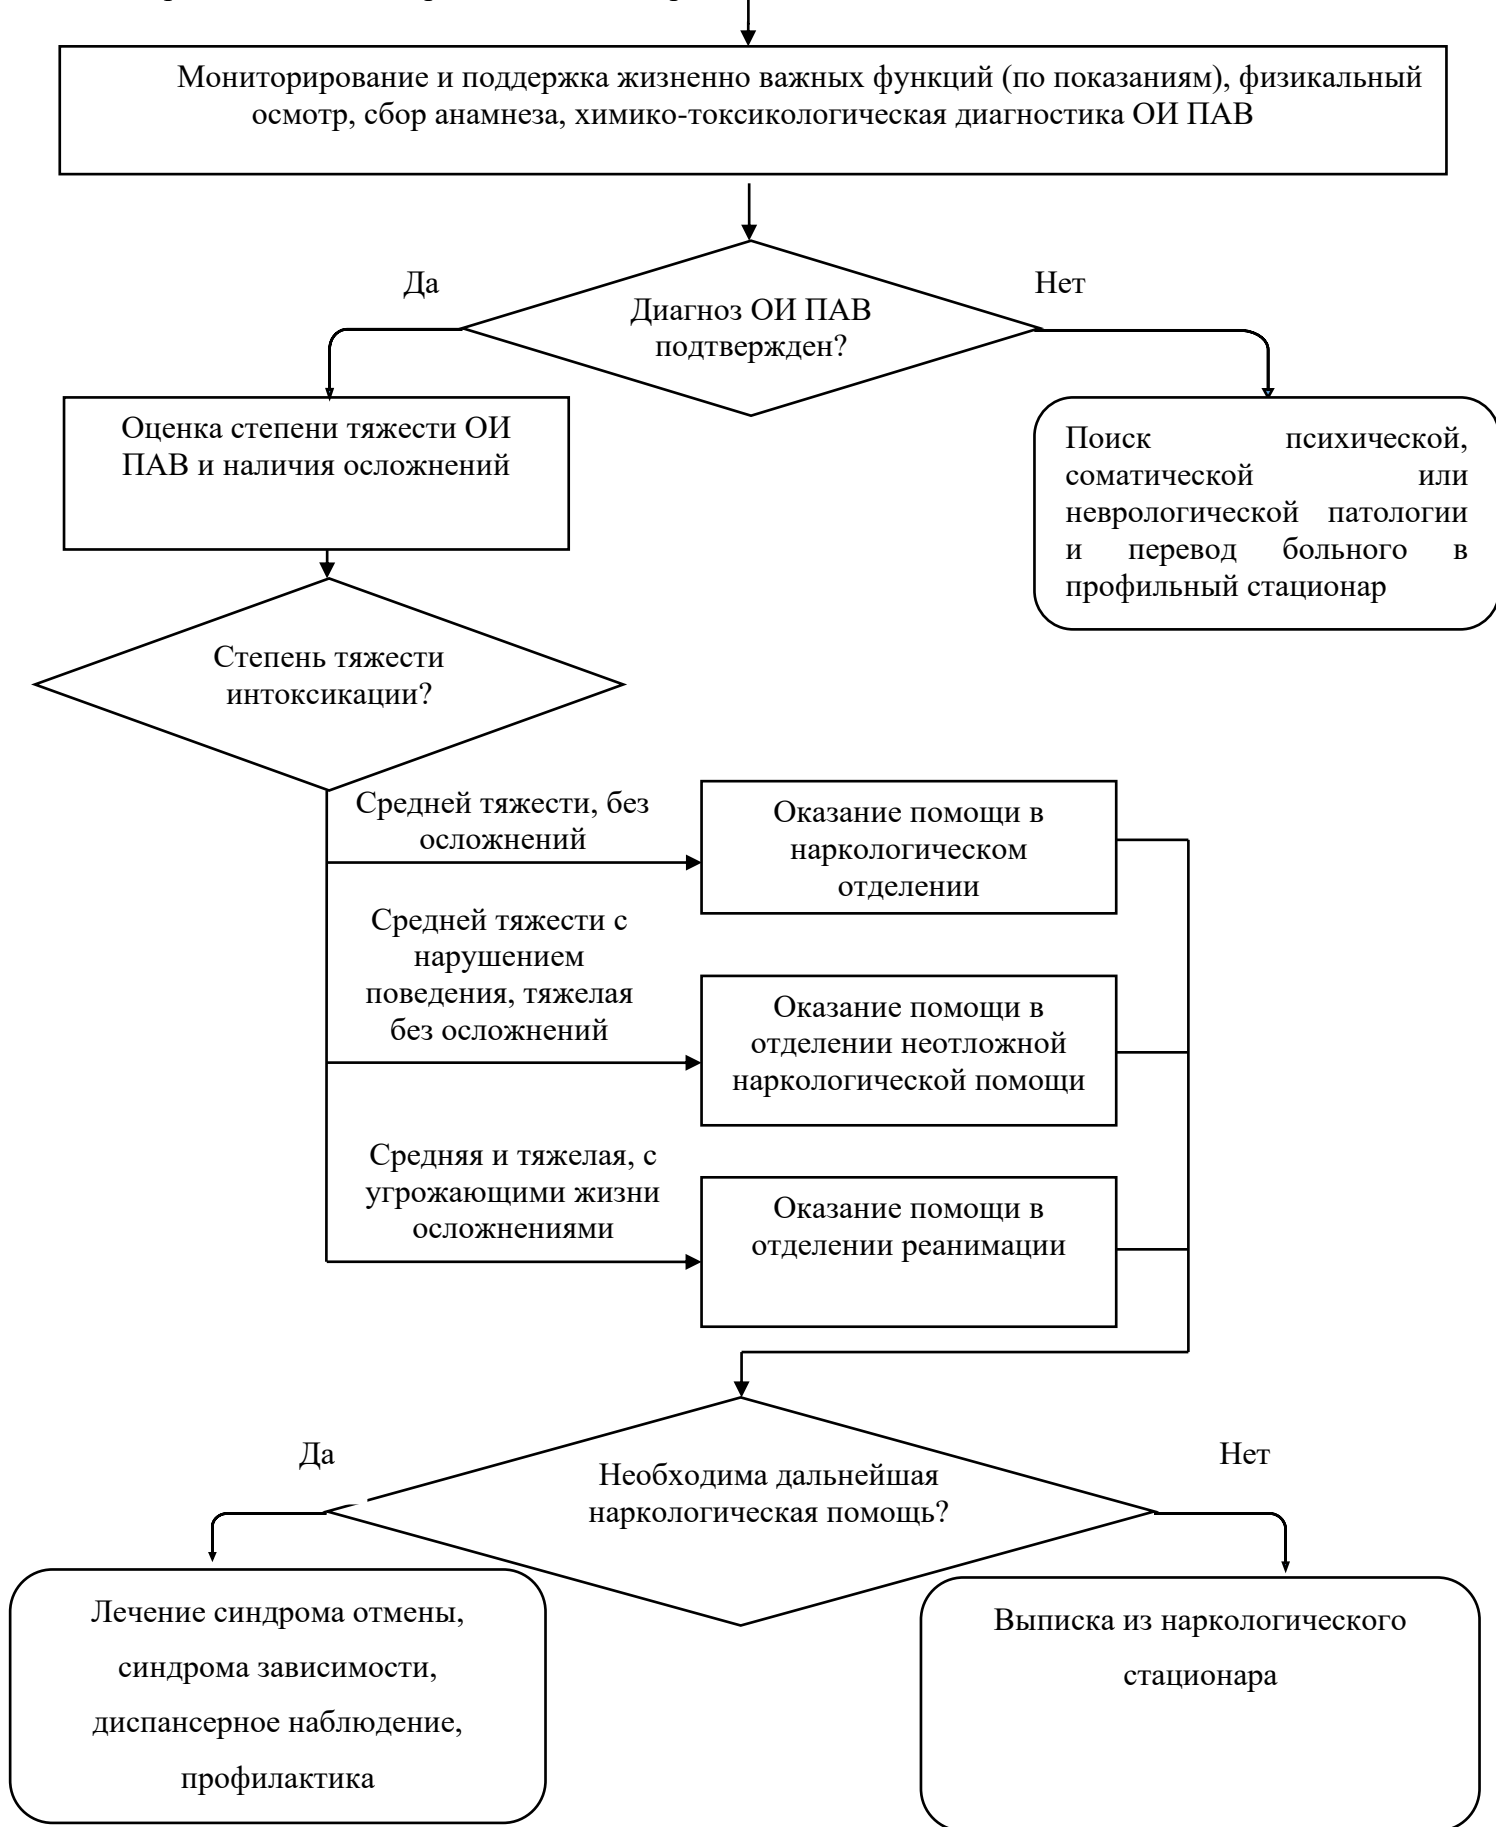 Мониторирование и поддержка жизненно важных функций (по показаниям), физикальный
осмотр, сбор анамнеза, химико-токсикологическая диагностика ОИ ПАВ
Да
Нет
Диагноз ОИ ПАВ
подтвержден?
Оценка степени тяжести ОИ
ПАВ и наличия осложнений
Поиск психической,
соматической или
неврологической патологии
и перевод больного в
профильный стационар
Степень тяжести
интоксикации?
Средней тяжести, без
осложнений
Оказание помощи в
наркологическом
отделении
Средней тяжести с
нарушением
поведения, тяжелая
без осложнений
Оказание помощи в
отделении неотложной
наркологической помощи
Средняя и тяжелая, с
угрожающими жизни
осложнениями
Оказание помощи в
отделении реанимации
Да
Нет
Необходима дальнейшая
наркологическая помощь?
Лечение синдрома отмены,
синдрома зависимости,
диспансерное наблюдение,
профилактика
Выписка из наркологического
стационара